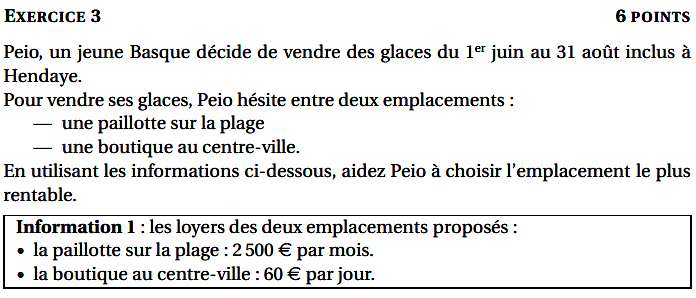 EXERCICE 3 6 POINTS
Peio, un jeune Basque décide de vendre des glaces du 1er juin au 31 août inclus à
Hendaye.
Pour vendre ses glaces, Peio hésite entre deux emplacements :
— une paillotte sur la plage
— une boutique au centre-ville.
En utilisant les informations ci-dessous, aidez Peio à choisir l'emplacement le plus
rentable.
Information 1 : les loyers des deux emplacements proposés :
• la paillotte sur la plage : 2 500 € par mois.
• la boutique au centre-ville : 60 € par jour.